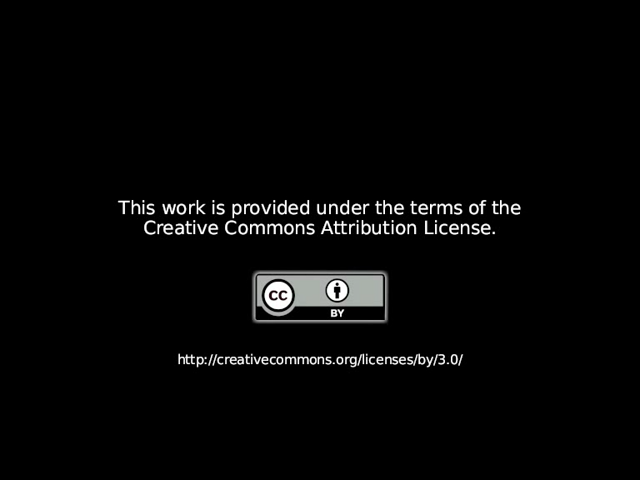 This work is provided under the terms of the
Creative Commons Attribution License.
CC
BY
http://creativecommons.org/licenses/by/3.0/